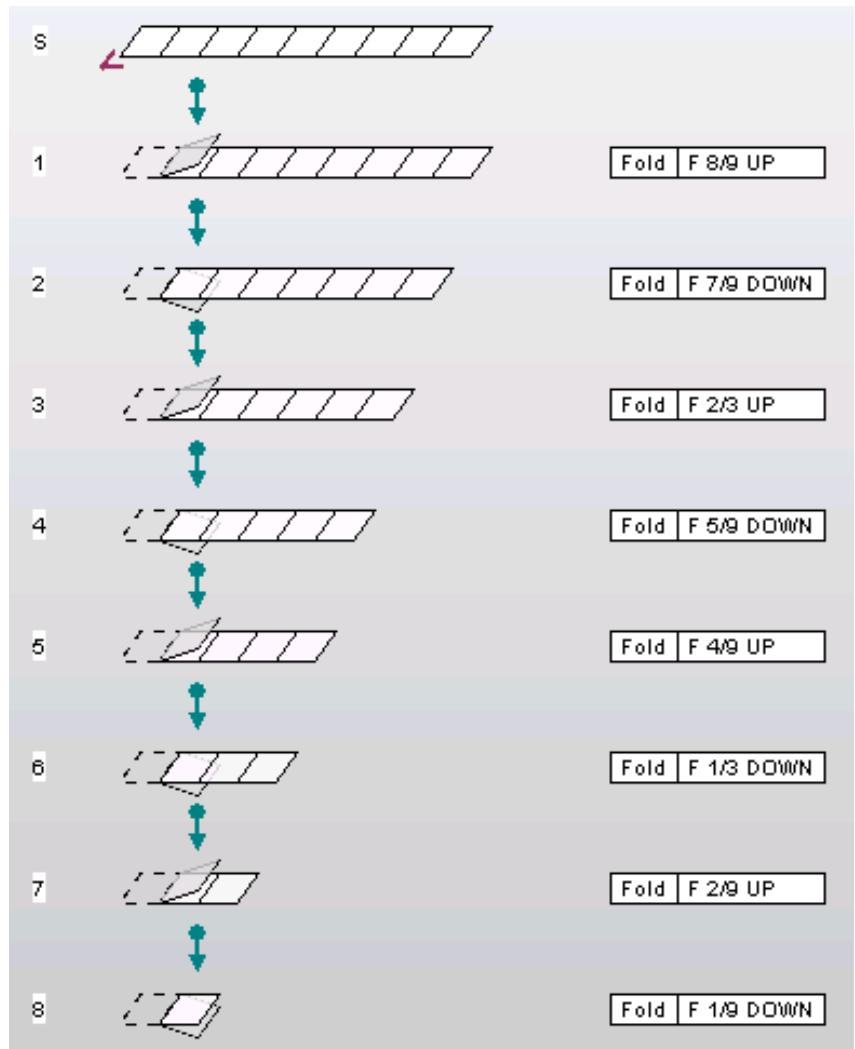 S
1 Fold F 8/9 UP
2 Fold F 7/9 DOWN
3 Fold F 2/3 UP
4 Fold F 5/9 DOWN
5 Fold F 4/9 UP
6 Fold F 1/3 DOWN
7 Fold F 2/9 UP
8 Fold F 1/9 DOWN